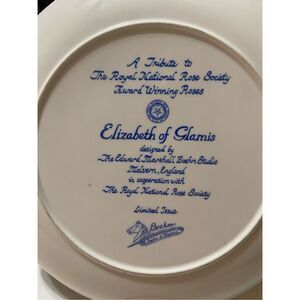 A Tribute to
The Royal National Rose Society
Award Winning Roses
Elizabeth of Glamis
designed by
The Edward Marshall Boehm Studio
Malvern, England
in cooperation with
The Royal National Rose Society
Limited Issue
Boehm